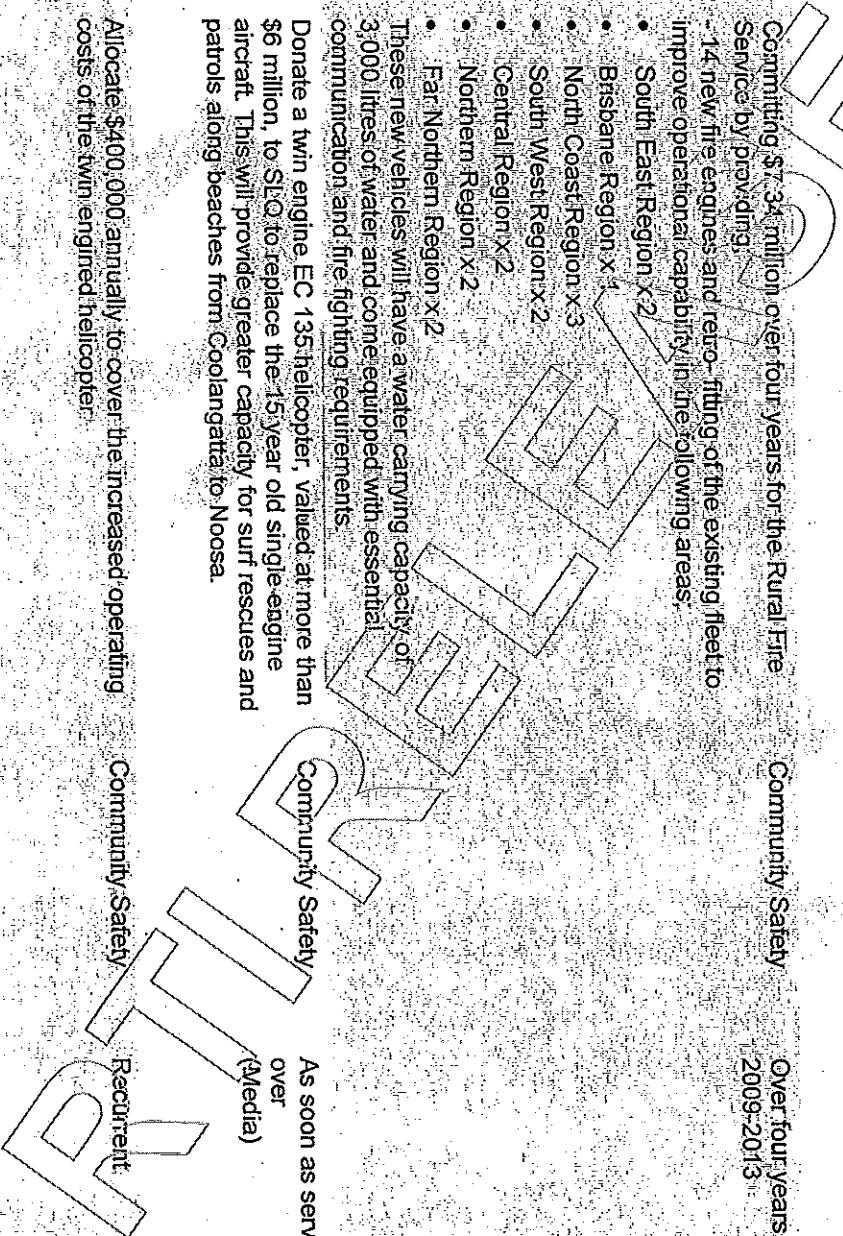 Committing $7.34 million over four years for the Rural Fire
Service by providing;
- 14 new fire engines and retro- fitting of the existing fleet to
improve operational capability in the following areas;
• South East Region x 2
• Brisbane Region x 1
• North Coast Region x 3
• South West Region x 2
• Central Region x 2
• Northern Region x 2
• Far Northern Region x 2
These new vehicles will have a water carrying capacity of
3,000 litres of water and come equipped with essential
communication and fire fighting requirements.
Community Safety
Over four years
2009-2013
Donate a twin engine EC 135 helicopter, valued at more than
$6 million, to SLQ to replace the 15 year old single-engine
aircraft. This will provide greater capacity for surf rescues and
patrols along beaches from Coolangatta to Noosa.
Community Safety
As soon as serv
over
(Media)
Allocate $400,000 annually to cover the increased operating
costs of the twin engined helicopter.
Community Safety
Recurrent
RTI RELEASE